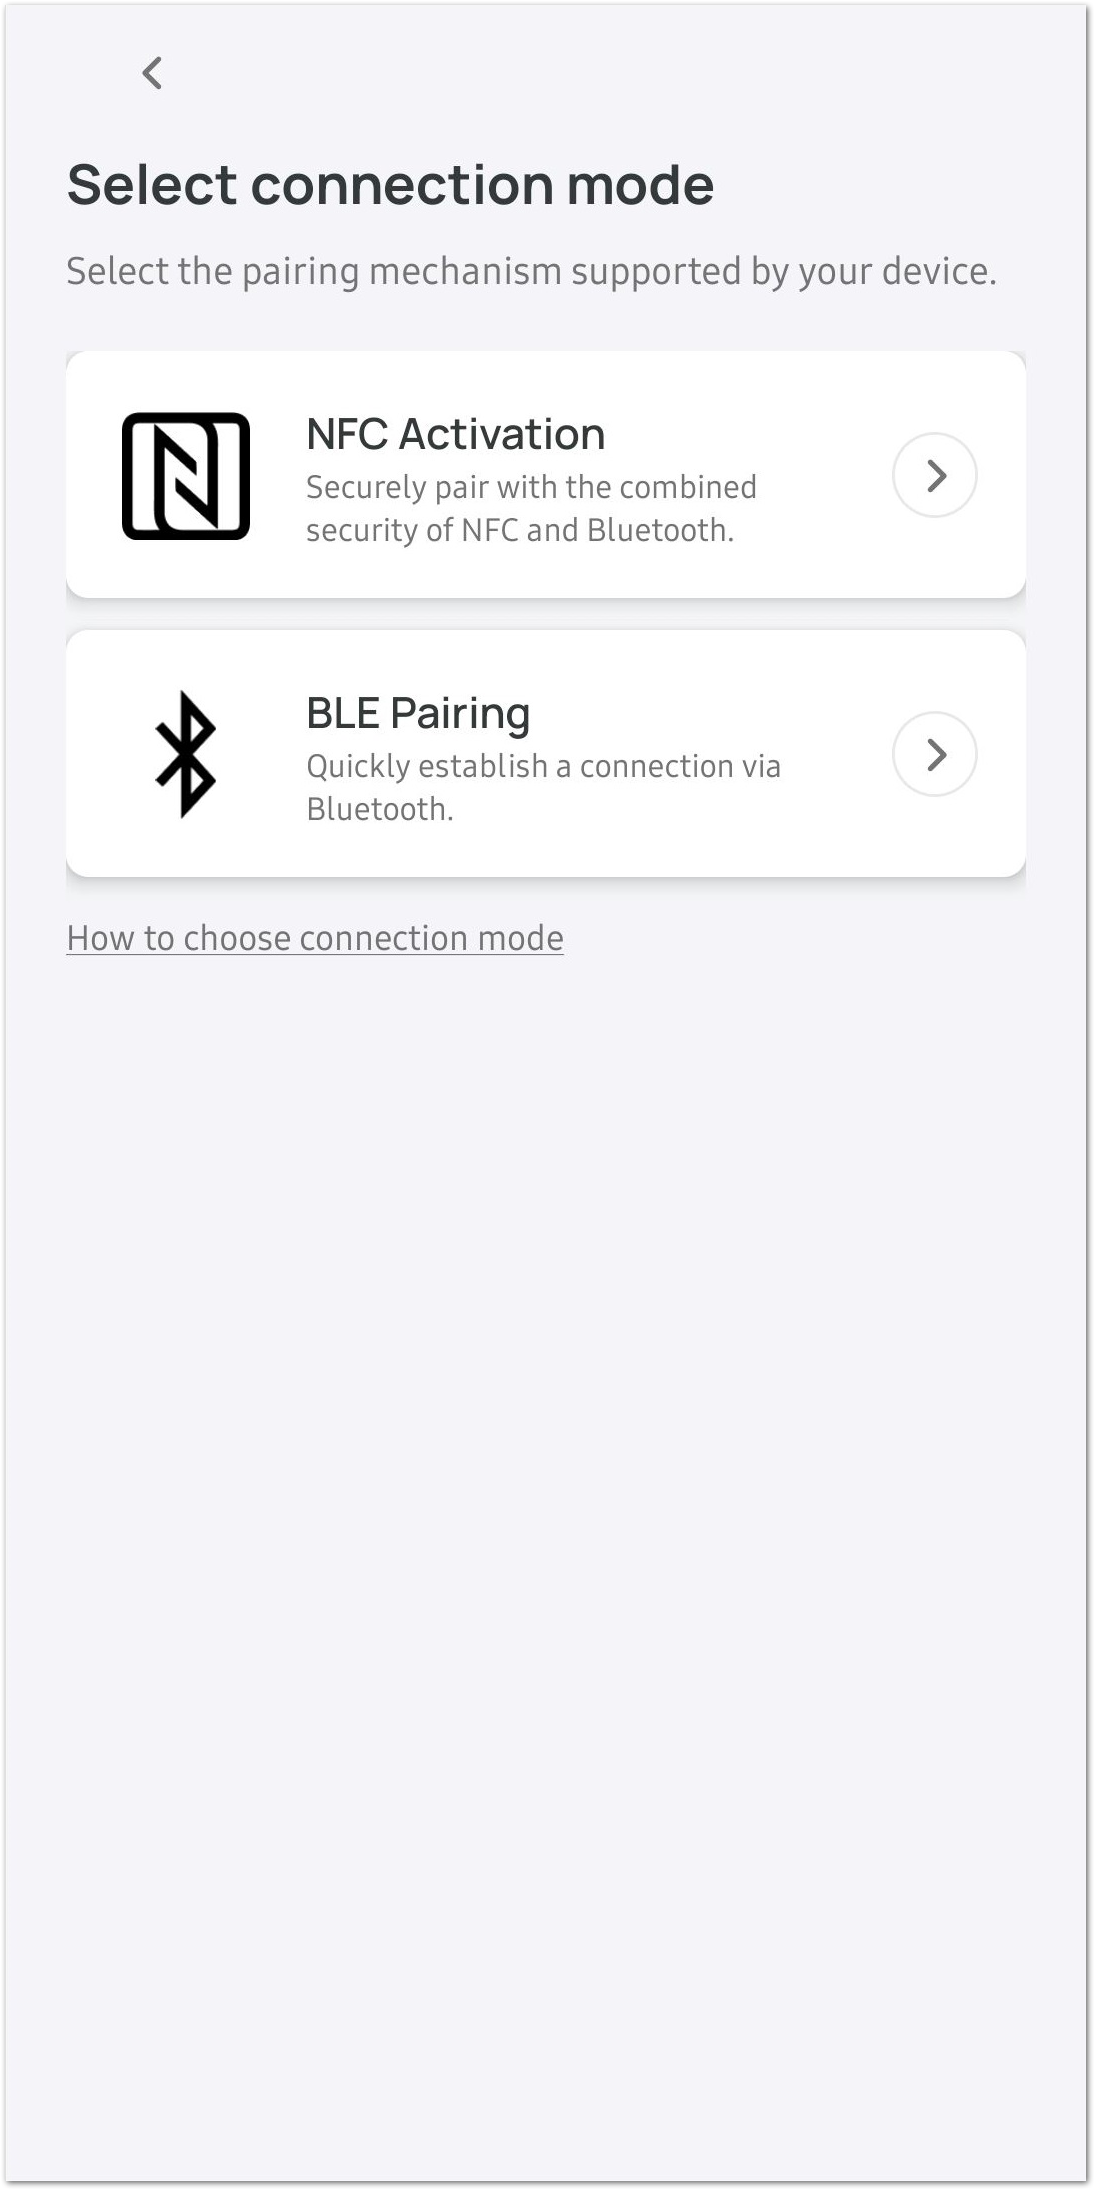 Select connection mode
Select the pairing mechanism supported by your device.
NFC Activation
Securely pair with the combined
security of NFC and Bluetooth.
BLE Pairing
Quickly establish a connection via
Bluetooth.
How to choose connection mode